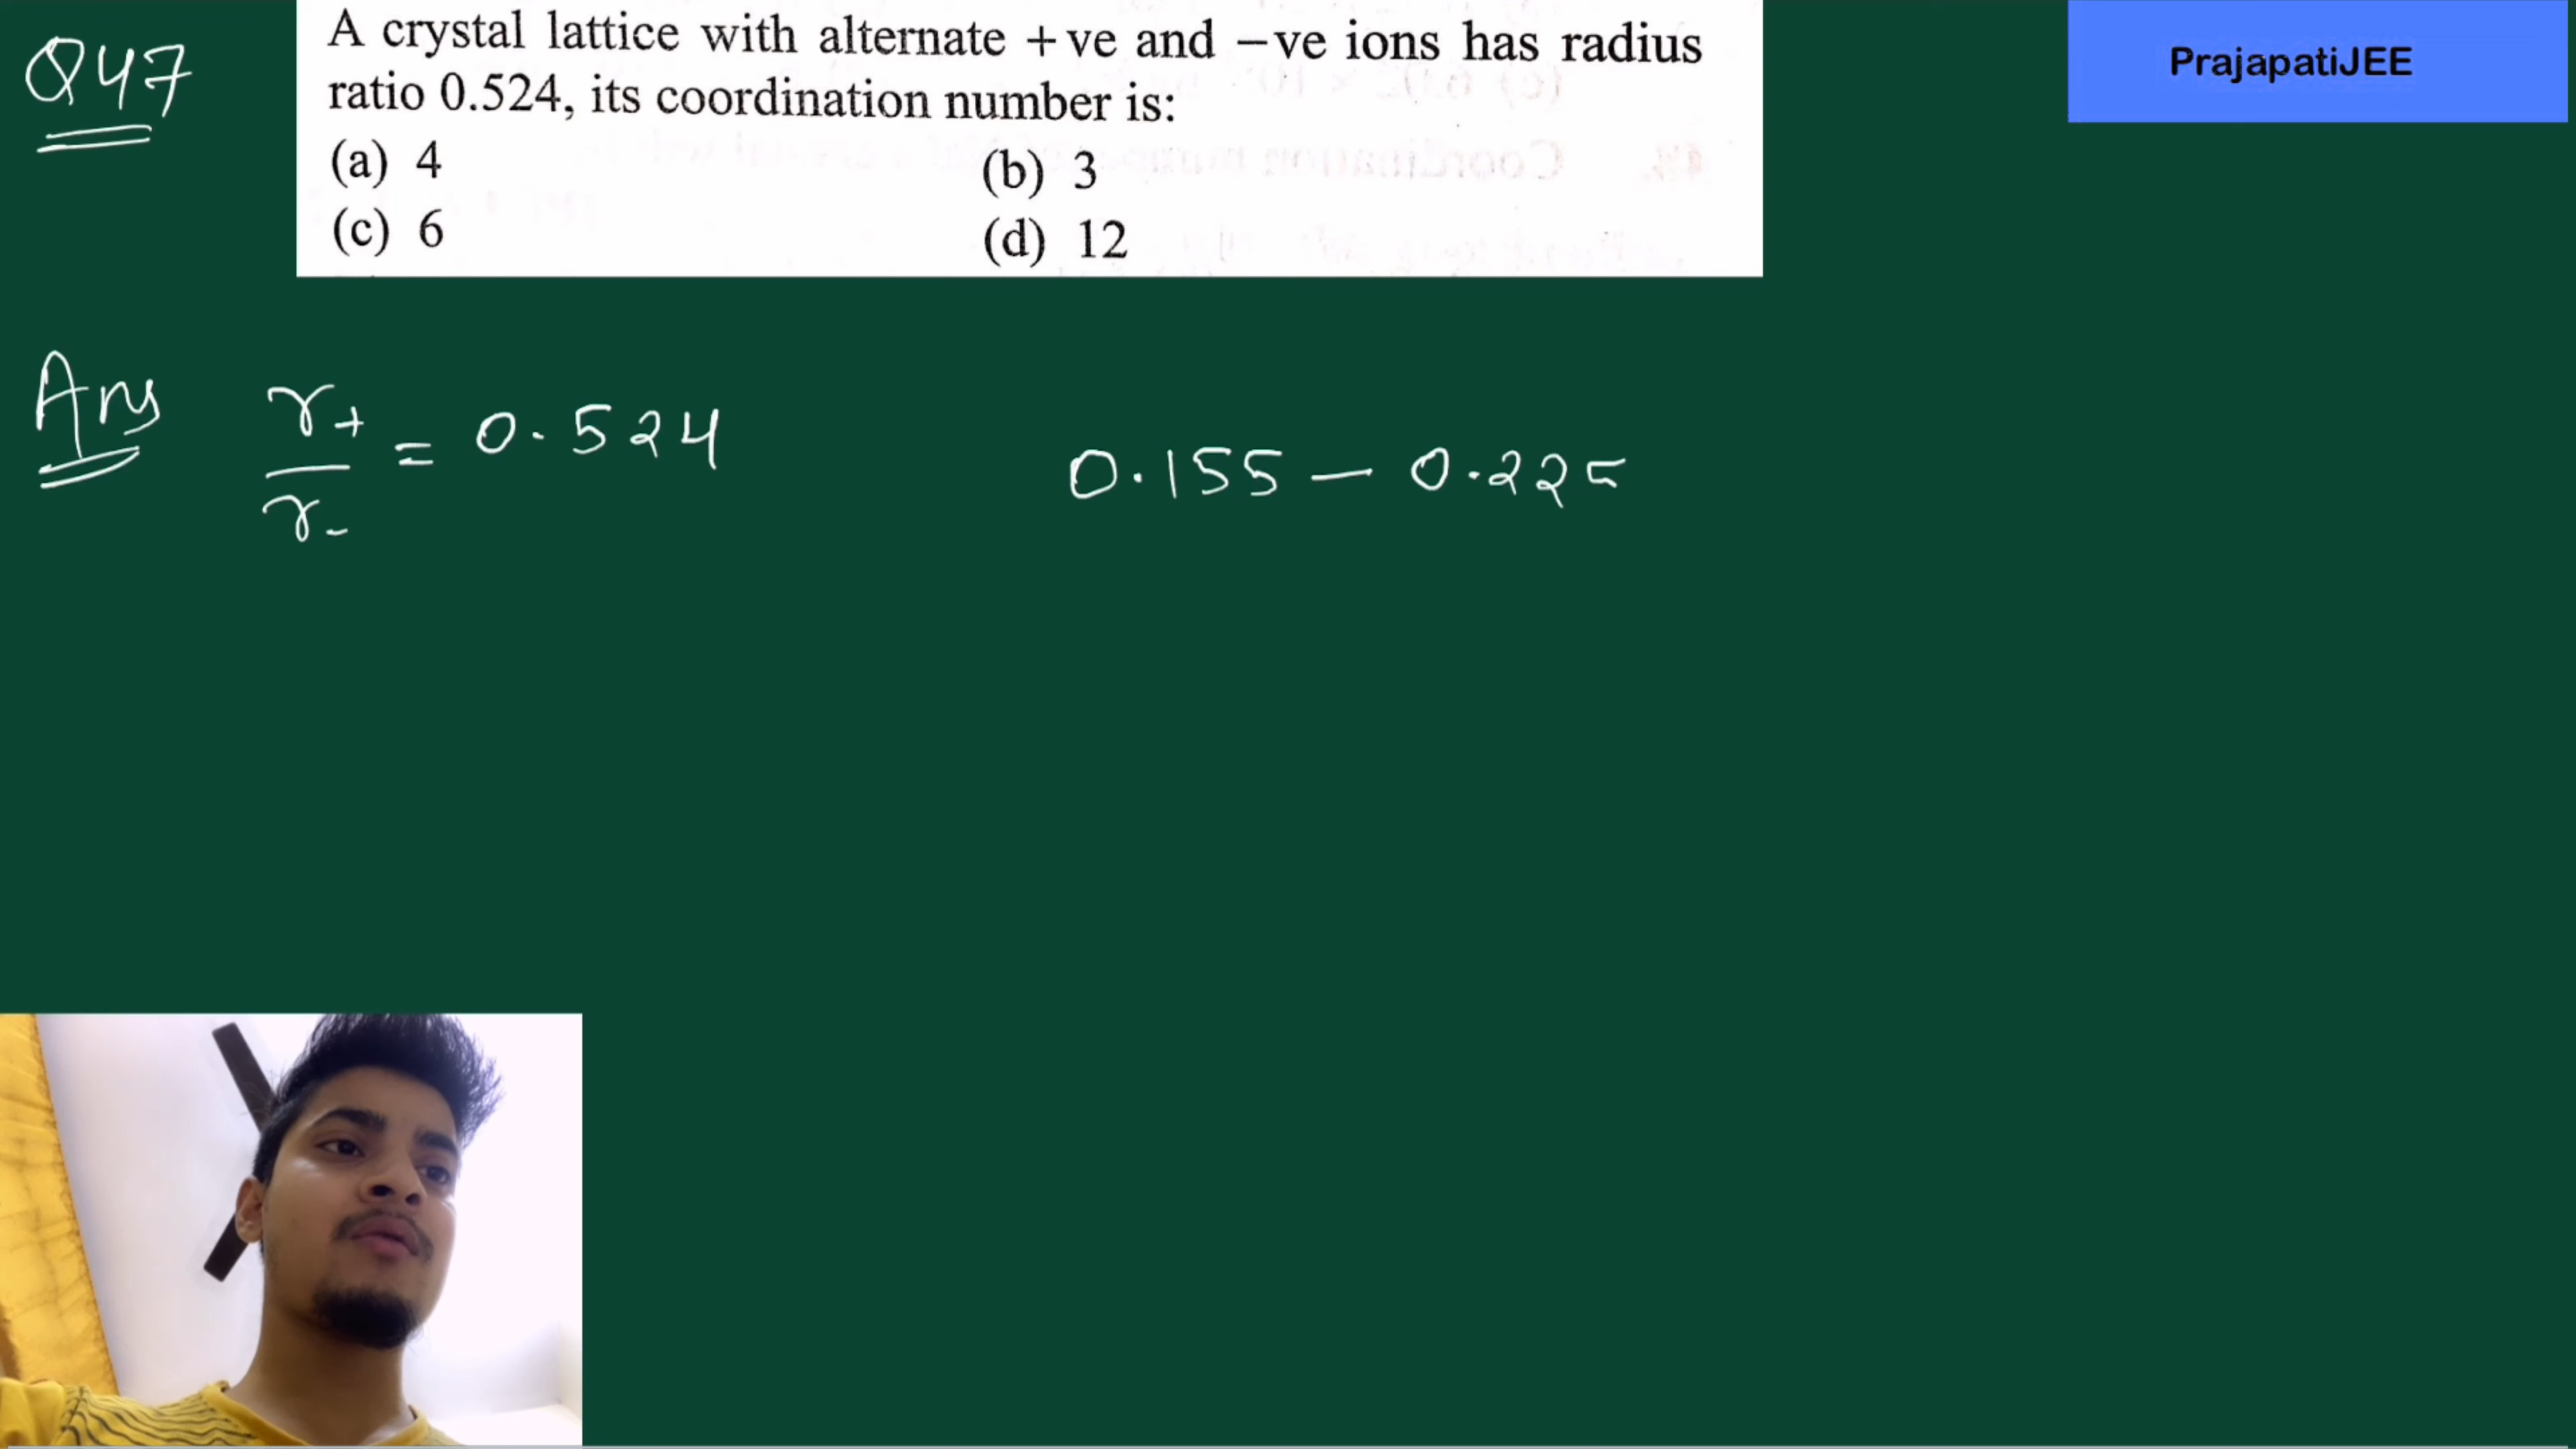 Q47
A crystal lattice with alternate +ve and −ve ions has radius
ratio 0.524, its coordination number is:
(a) 4 (b) 3
(c) 6 (d) 12
PrajapatiJEE
Ans r+/r- = 0.524
0.155 — 0.225